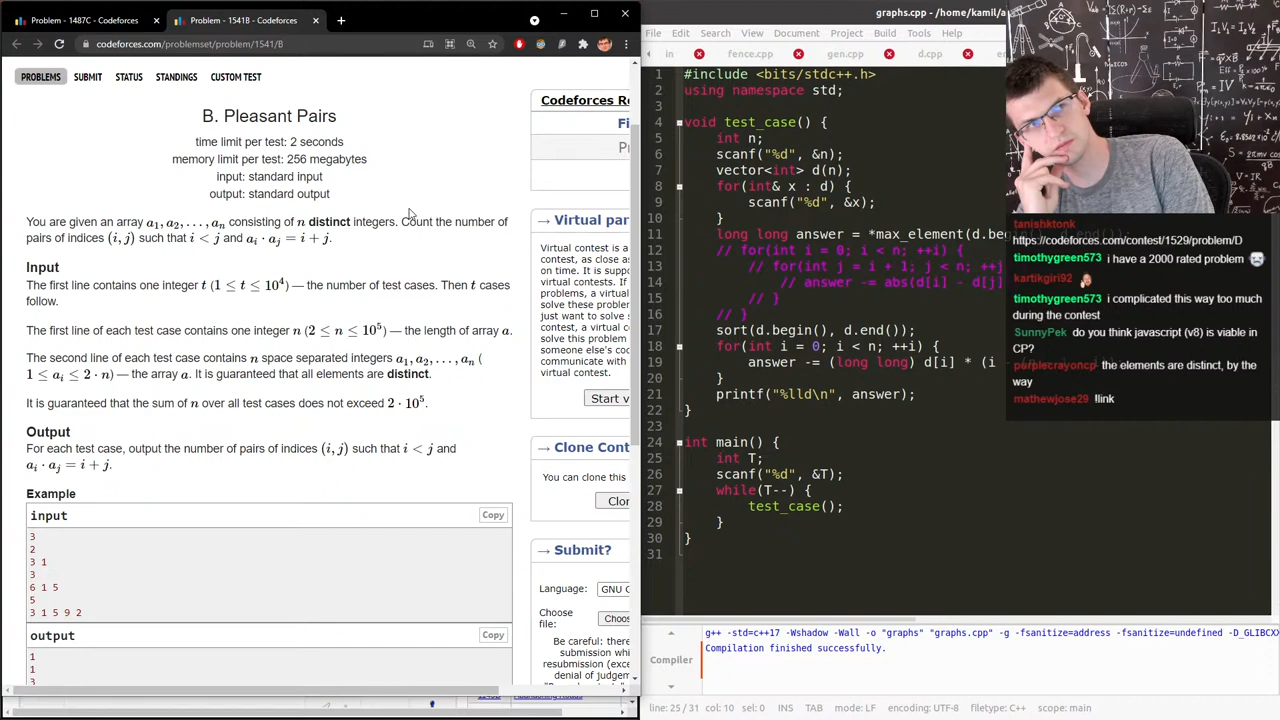 Problem - 1487C - Codeforces
Problem - 1541B - Codeforces
codeforces.com/problemset/problem/1541/B
PROBLEMS SUBMIT STATUS STANDINGS CUSTOM TEST
B. Pleasant Pairs
time limit per test: 2 seconds
memory limit per test: 256 megabytes
input: standard input
output: standard output
You are given an array a1, a2, . . . , an consisting of n distinct integers. Count the number of
pairs of indices (i, j) such that i < j and ai · aj = i + j.
Input
The first line contains one integer t (1 ≤ t ≤ 10^4) — the number of test cases. Then t cases
follow.
The first line of each test case contains one integer n (2 ≤ n ≤ 10^5) — the length of array a.
The second line of each test case contains n space separated integers a1, a2, . . . , an (
1 ≤ ai ≤ 2 · n) — the array a. It is guaranteed that all elements are distinct.
It is guaranteed that the sum of n over all test cases does not exceed 2 · 10^5.
Output
For each test case, output the number of pairs of indices (i, j) such that i < j and
ai · aj = i + j.
Example
input
Copy
3
2
3 1
3
6 1 5
5
3 1 5 9 2
output
Copy
1
1
3
Codeforces Ro
Fi
Pr
→ Virtual par
Virtual contest is a
contest, as close as
on time. It is suppo
for virtual contests. If
problems, a virtual
solve these problem
just want to solve s
contest, a virtual co
solve this problem
someone else's cod
communicate with
virtual contest.
Start v
→ Clone Cont
You can clone this
Clon
→ Submit?
Language:
GNU G
Choose
file:
Choos
Be careful: there
submission whic
resubmission (exce
denial of judgem
graphs.cpp - /home/kamil/a
File Edit Search View Document Project Build Tools Help
in fence.cpp gen.cpp d.cpp
1 #include <bits/stdc++.h>
2 using namespace std;
3
4 void test_case() {
5 int n;
6 scanf("%d", &n);
7 vector<int> d(n);
8 for(int& x : d) {
9 scanf("%d", &x);
10 }
11 long long answer = *max_element(d.begin(), d.end());
12 // for(int i = 0; i < n; ++i) {
13 // for(int j = i + 1; j < n; ++j
14 // answer -= abs(d[i] - d[j]
15 // }
16 // }
17 sort(d.begin(), d.end());
18 for(int i = 0; i < n; ++i) {
19 answer -= (long long) d[i] * (i
20 }
21 printf("%lld\n", answer);
22 }
23
24 int main() {
25 int T;
26 scanf("%d", &T);
27 while(T--) {
28 test_case();
29 }
30 }
31
tanishktonk
https://codeforces.com/contest/1529/problem/D
timothygreen573 i have a 2000 rated problem
kartikgiri92
timothygreen573 i complicated this way too much
during the contest
SunnyPek do you think javascript (v8) is viable in
CP?
purplecrayoncp the elements are distinct, by the
way
mathewjose29 !link
Compiler
g++ -std=c++17 -Wshadow -Wall -o "graphs" "graphs.cpp" -g -fsanitize=address -fsanitize=undefined -D_GLIBCXX
Compilation finished successfully.
line: 25 / 31 col: 10 sel: 0 INS TAB mode: LF encoding: UTF-8 filetype: C++ scope: main